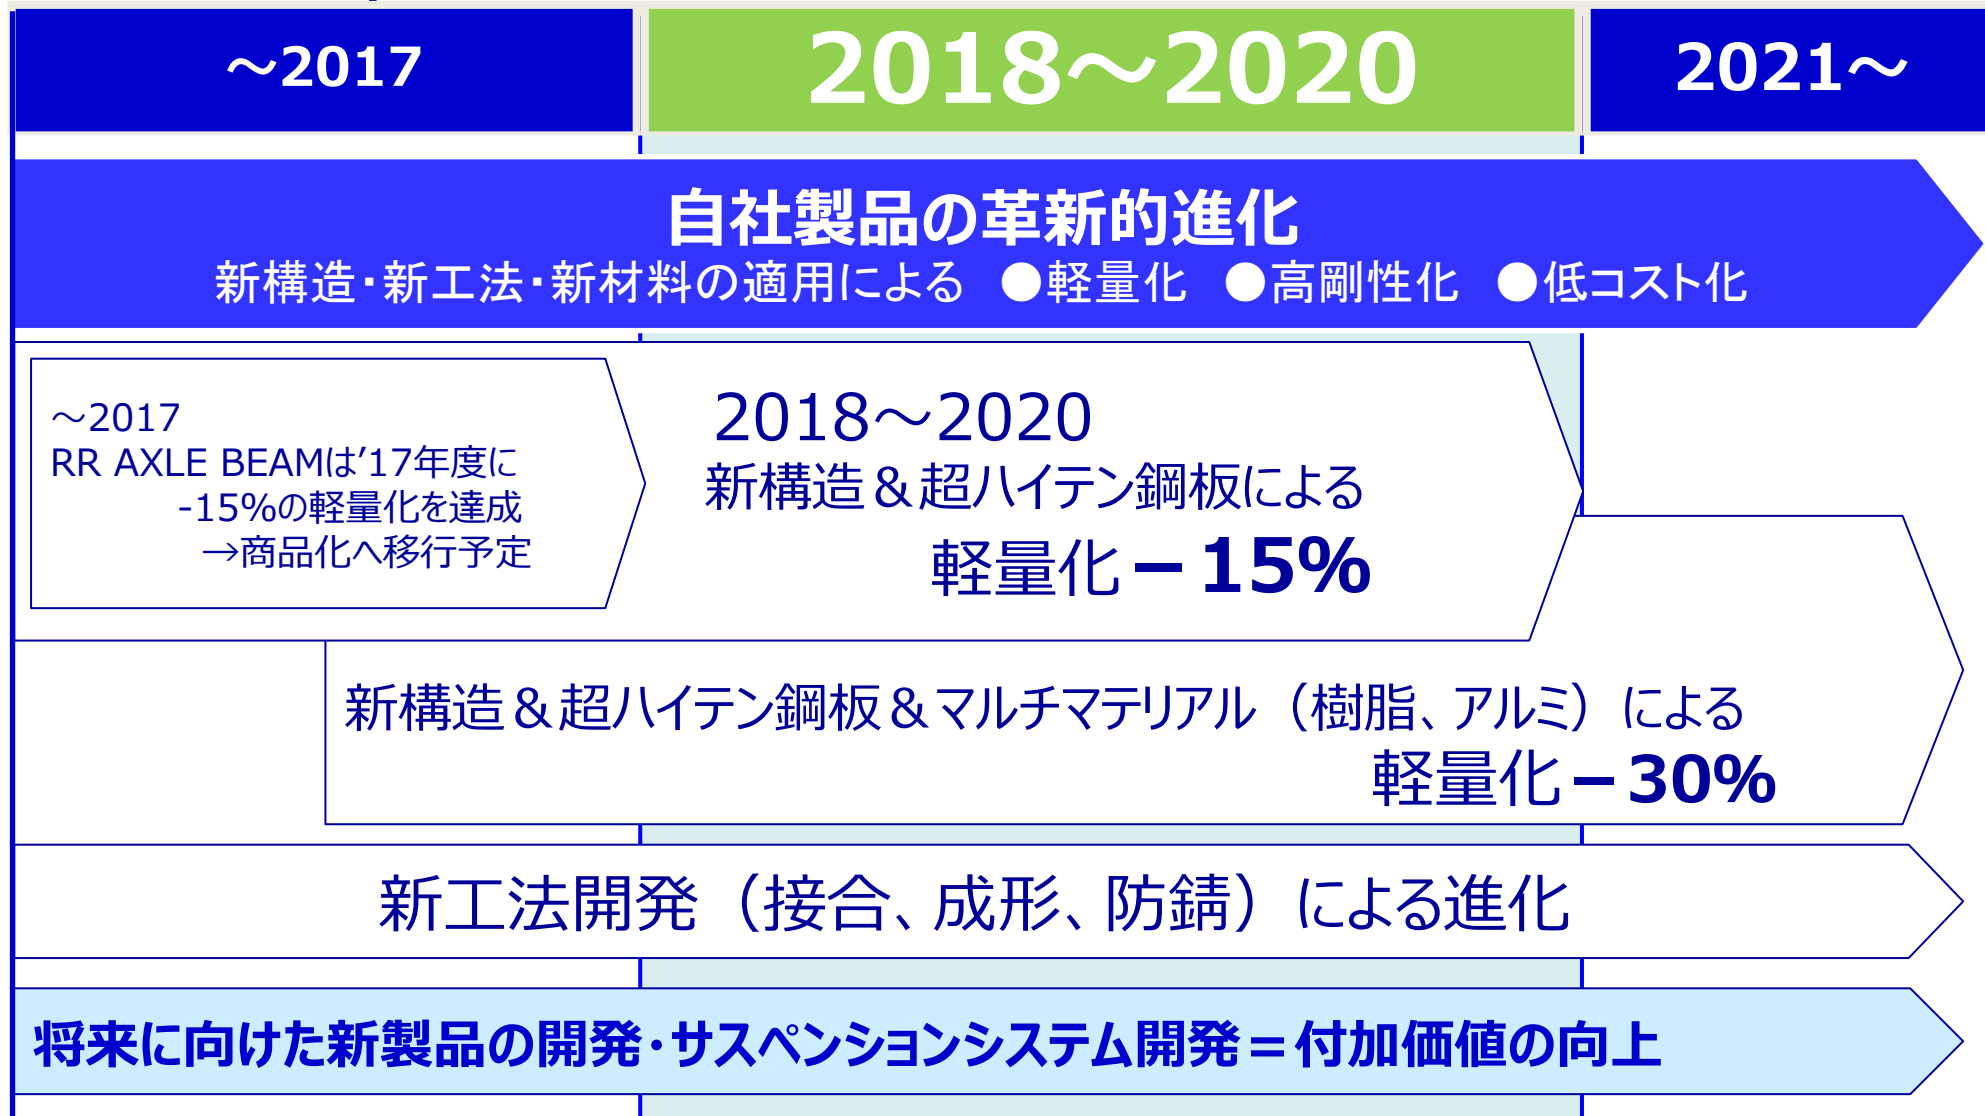 ～2017
2018～2020
2021～
自社製品の革新的進化
新構造・新工法・新材料の適用による ●軽量化 ●高剛性化 ●低コスト化
～2017
RR AXLE BEAMは’17年度に
-15%の軽量化を達成
→商品化へ移行予定
2018～2020
新構造＆超ハイテン鋼板による
軽量化－15%
新構造＆超ハイテン鋼板＆マルチマテリアル（樹脂、アルミ）による
軽量化－30%
新工法開発（接合、成形、防錆）による進化
将来に向けた新製品の開発・サスペンションシステム開発＝付加価値の向上